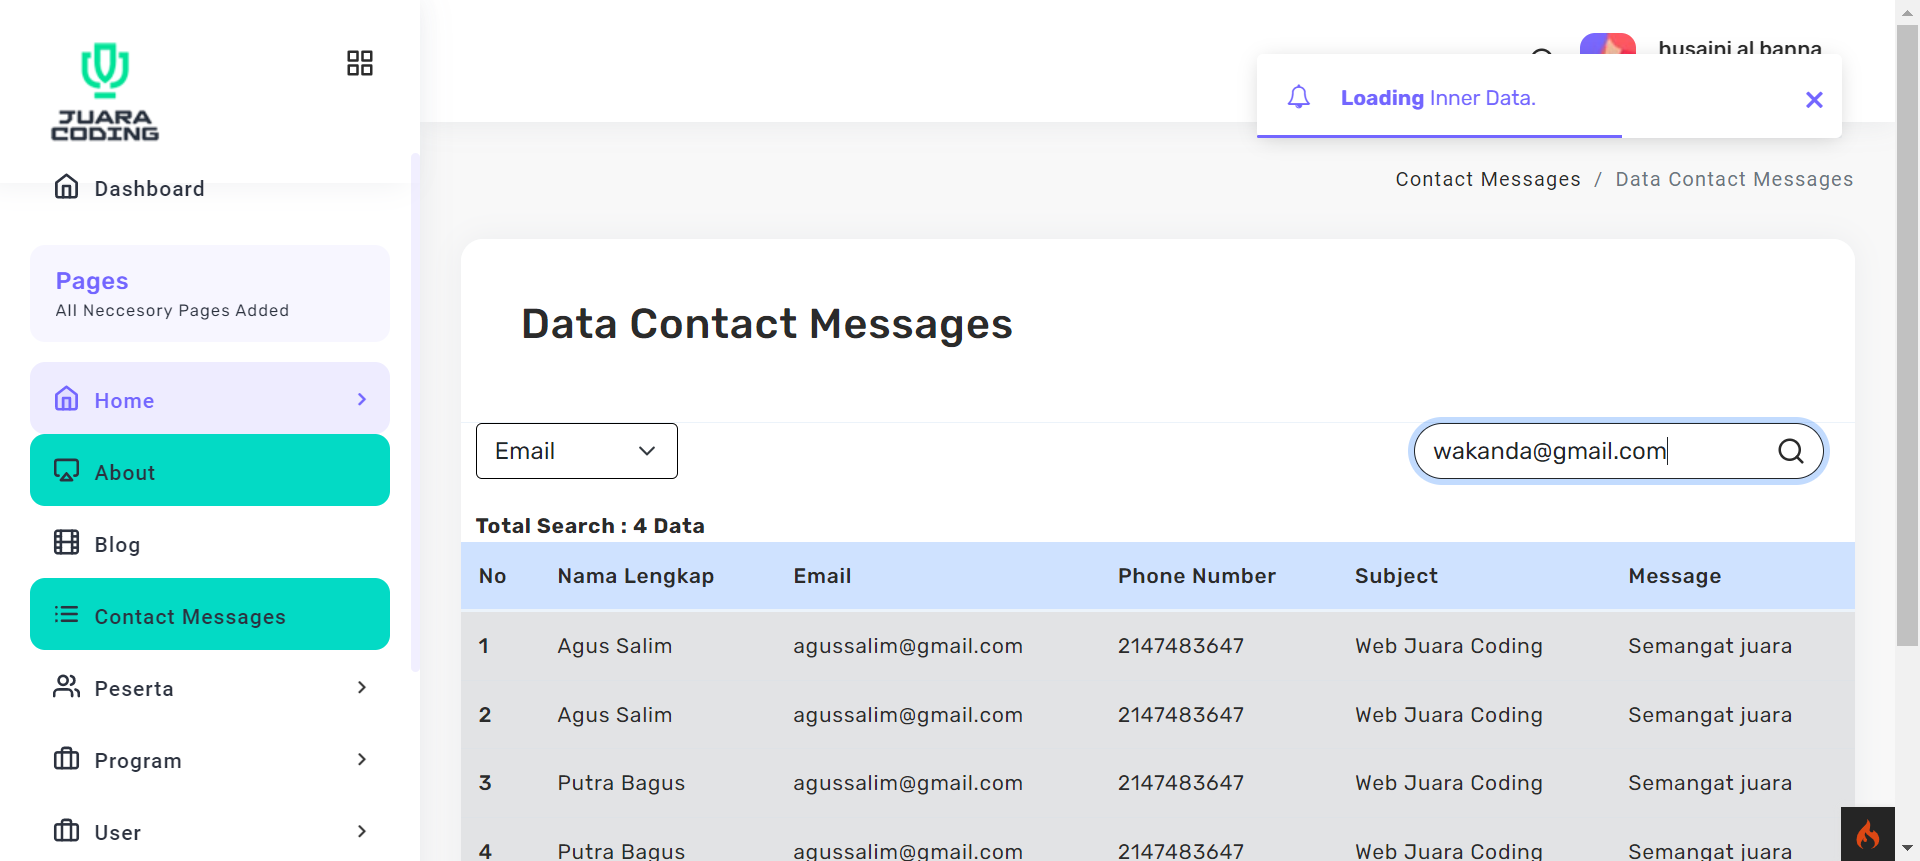 JUARA
CODING
husaini al banna
Loading Inner Data.
Contact Messages / Data Contact Messages
Dashboard
Pages
All Neccesory Pages Added
Home
About
Blog
Contact Messages
Peserta
Program
User
Data Contact Messages
Email
wakanda@gmail.com
Total Search : 4 Data
No Nama Lengkap Email Phone Number Subject Message
1 Agus Salim agussalim@gmail.com 2147483647 Web Juara Coding Semangat juara
2 Agus Salim agussalim@gmail.com 2147483647 Web Juara Coding Semangat juara
3 Putra Bagus agussalim@gmail.com 2147483647 Web Juara Coding Semangat juara
4 Putra Bagus agussalim@gmail.com 2147483647 Web Juara Coding Semangat juara